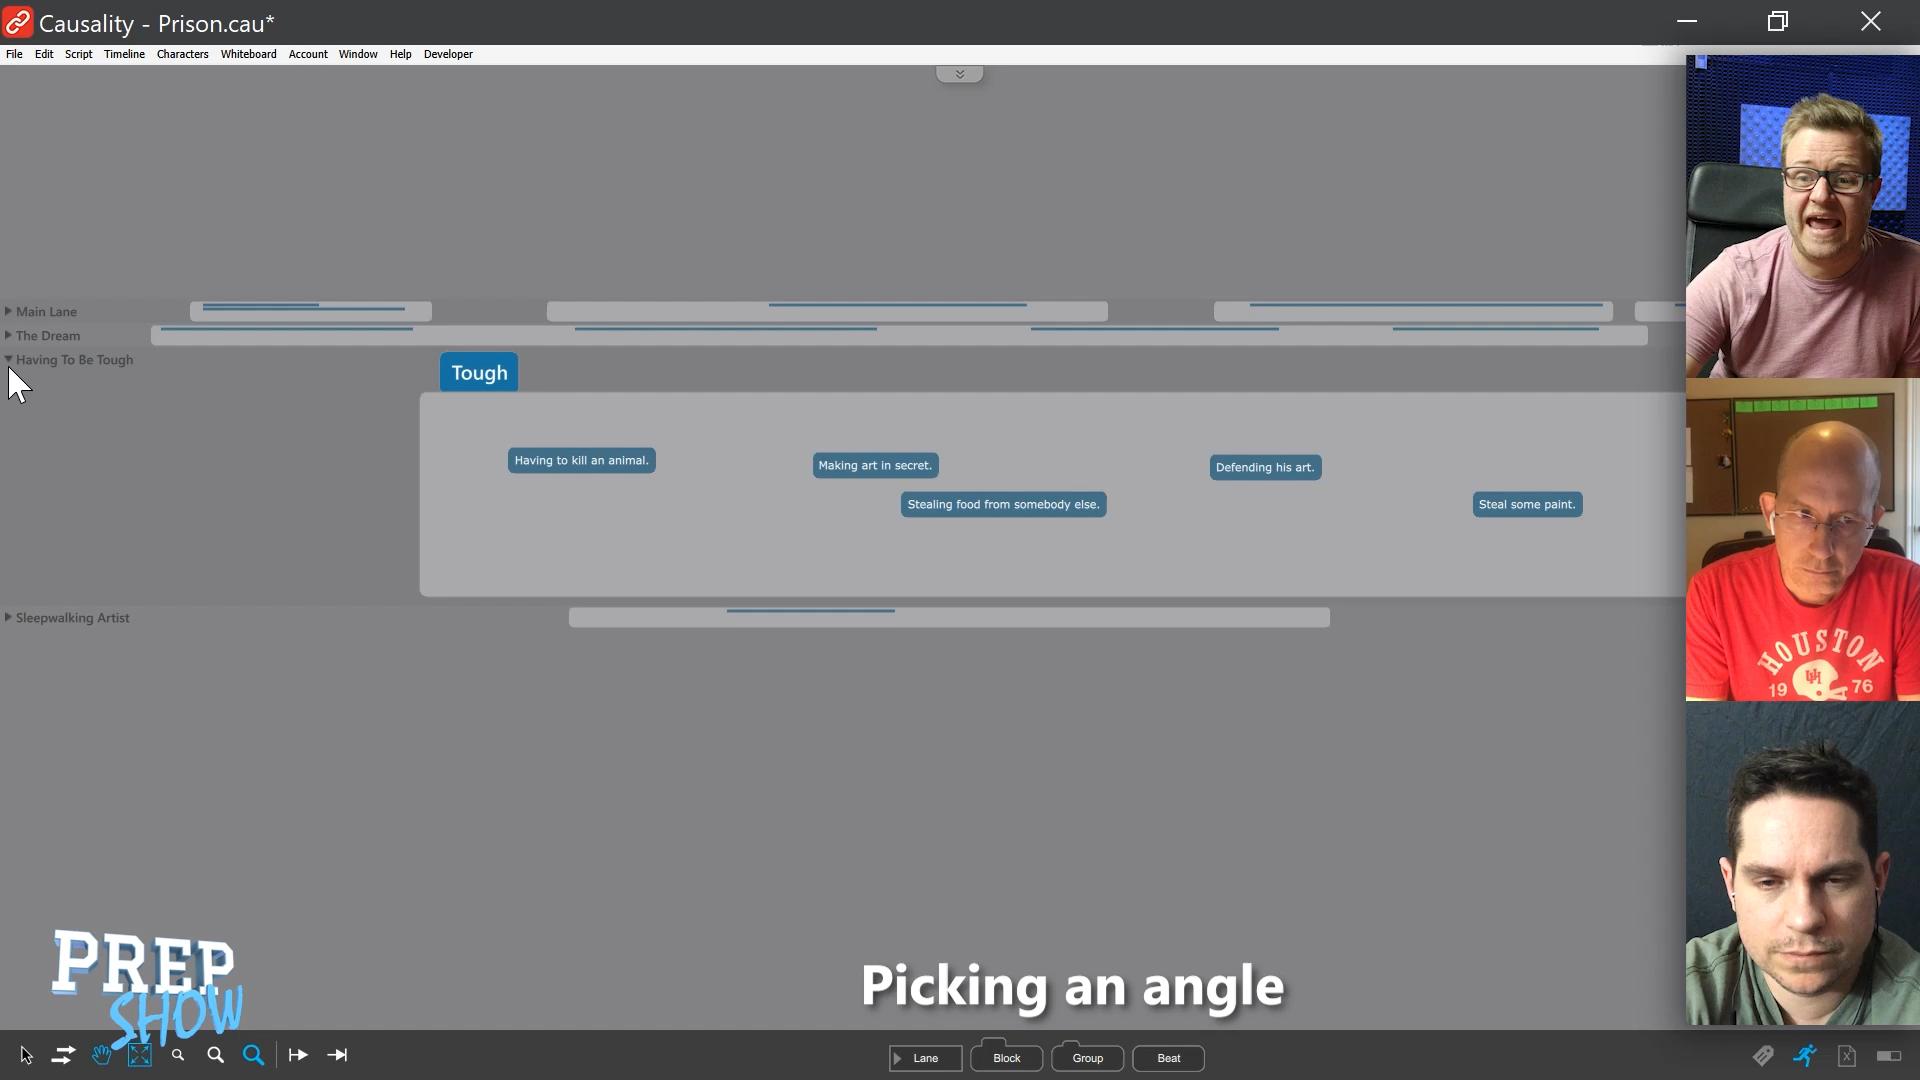 Causality - Prison.cau*
File Edit Script Timeline Characters Whiteboard Account Window Help Developer
Main Lane
The Dream
Having To Be Tough
Tough
Having to kill an animal.
Making art in secret.
Defending his art.
Stealing food from somebody else.
Steal some paint.
Sleepwalking Artist
HOUSTON
19 UH 76
PREP
SHOW
Picking an angle
Lane Block Group Beat